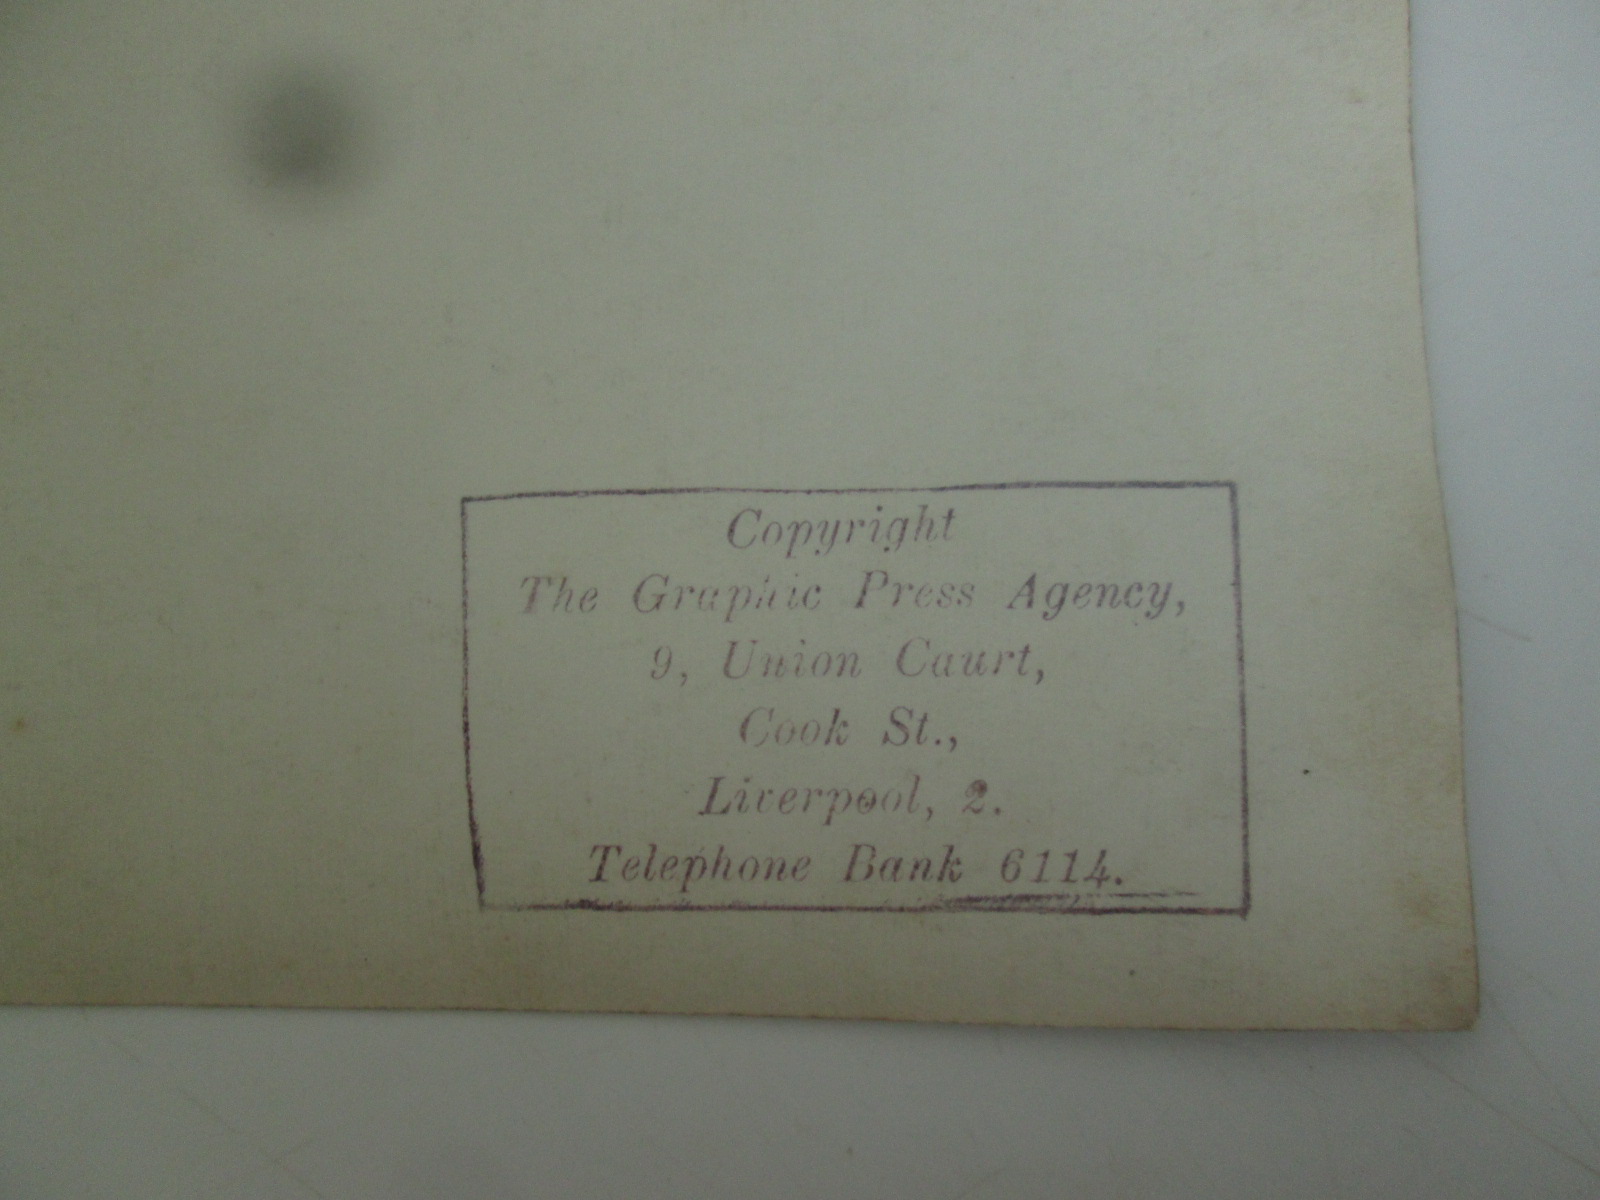 Copyright
The Graphic Press Agency,
9, Union Caurt,
Cook St.,
Liverpool, 2.
Telephone Bank 6114.